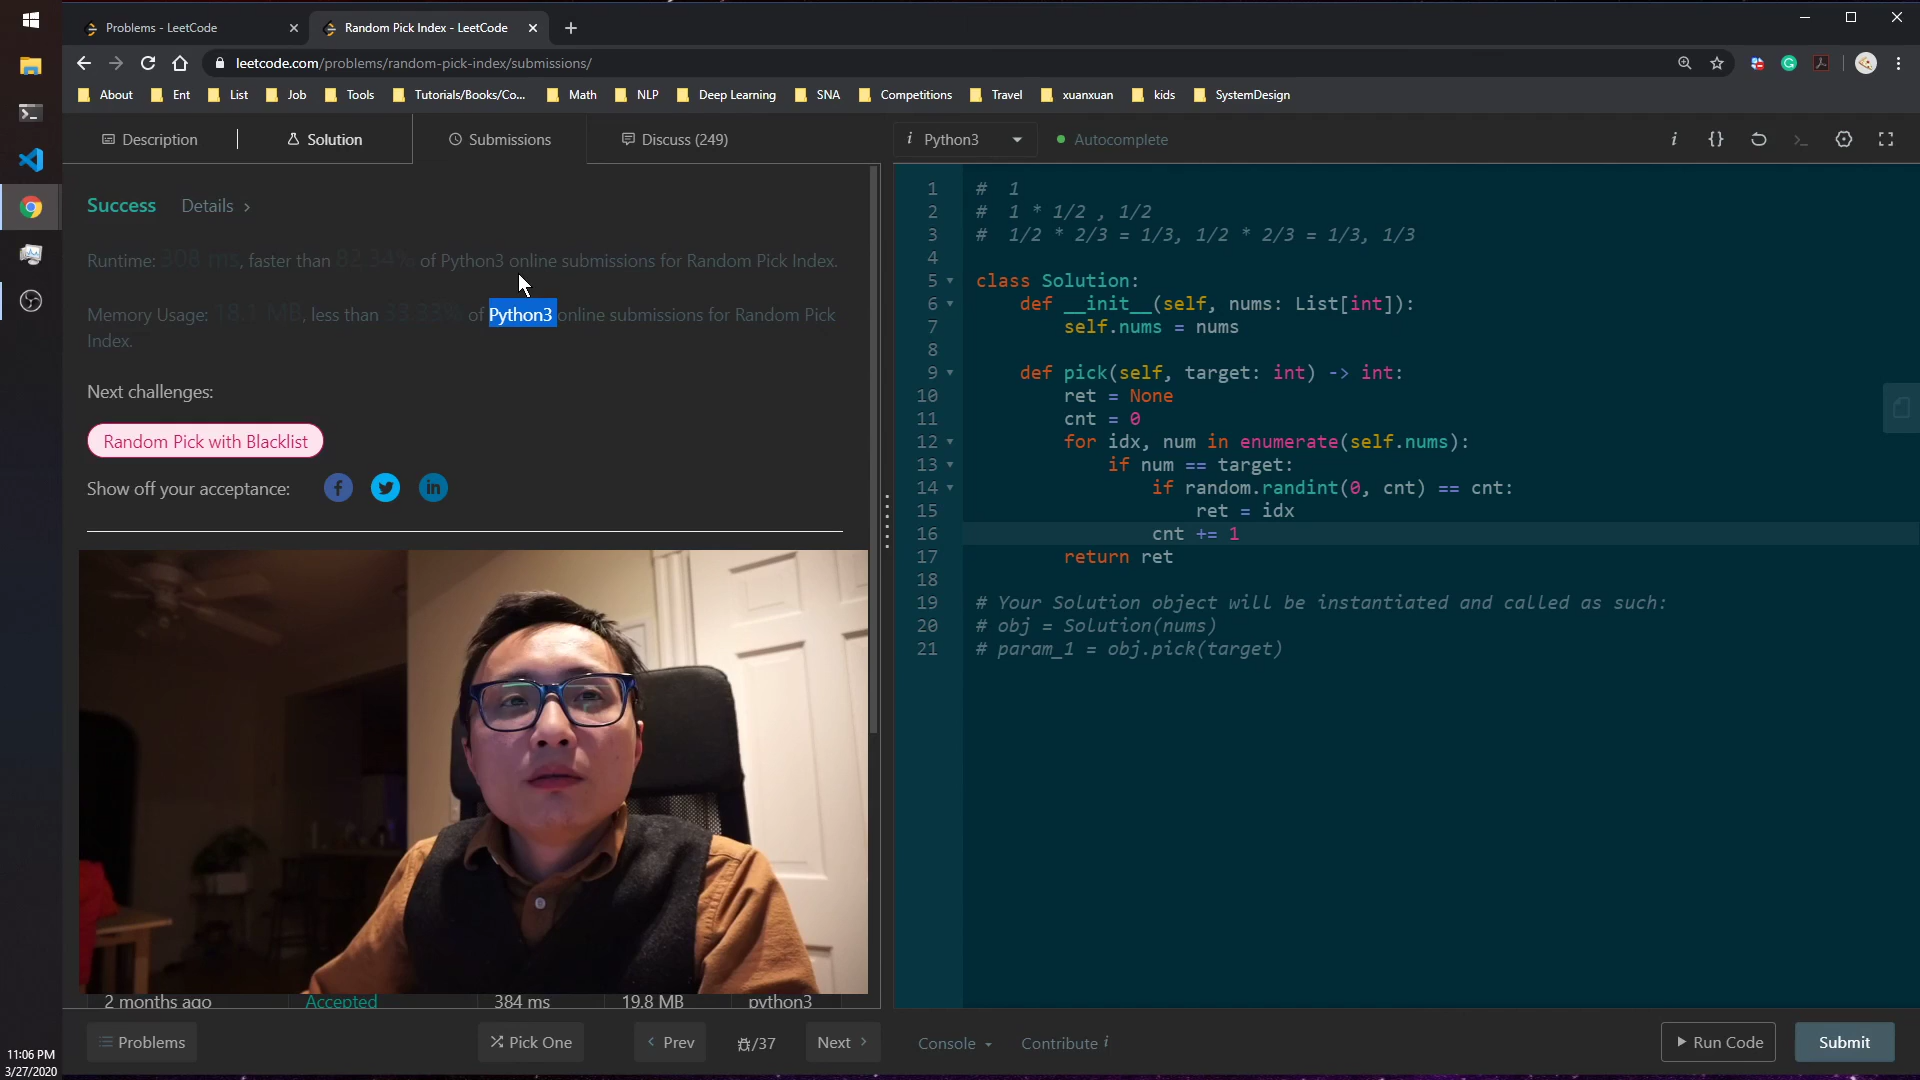 Problems - LeetCode
Random Pick Index - LeetCode
leetcode.com/problems/random-pick-index/submissions/
About Ent List Job Tools Tutorials/Books/Co... Math NLP Deep Learning SNA Competitions Travel xuanxuan kids SystemDesign
Description Solution Submissions Discuss (249)
Success Details >
Runtime: 308 ms, faster than 82.34% of Python3 online submissions for Random Pick Index.
Memory Usage: 18.1 MB, less than 33.33% of Python3 online submissions for Random Pick
Index.
Next challenges:
Random Pick with Blacklist
Show off your acceptance:
2 months ago Accepted 384 ms 19.8 MB python3
Problems Pick One < Prev /37 Next >
i Python3 Autocomplete
1 # 1
2 # 1 * 1/2 , 1/2
3 # 1/2 * 2/3 = 1/3, 1/2 * 2/3 = 1/3, 1/3
4
5 class Solution:
6 def __init__(self, nums: List[int]):
7 self.nums = nums
8
9 def pick(self, target: int) -> int:
10 ret = None
11 cnt = 0
12 for idx, num in enumerate(self.nums):
13 if num == target:
14 if random.randint(0, cnt) == cnt:
15 ret = idx
16 cnt += 1
17 return ret
18
19 # Your Solution object will be instantiated and called as such:
20 # obj = Solution(nums)
21 # param_1 = obj.pick(target)
Console Contribute i Run Code Submit
11:06 PM
3/27/2020